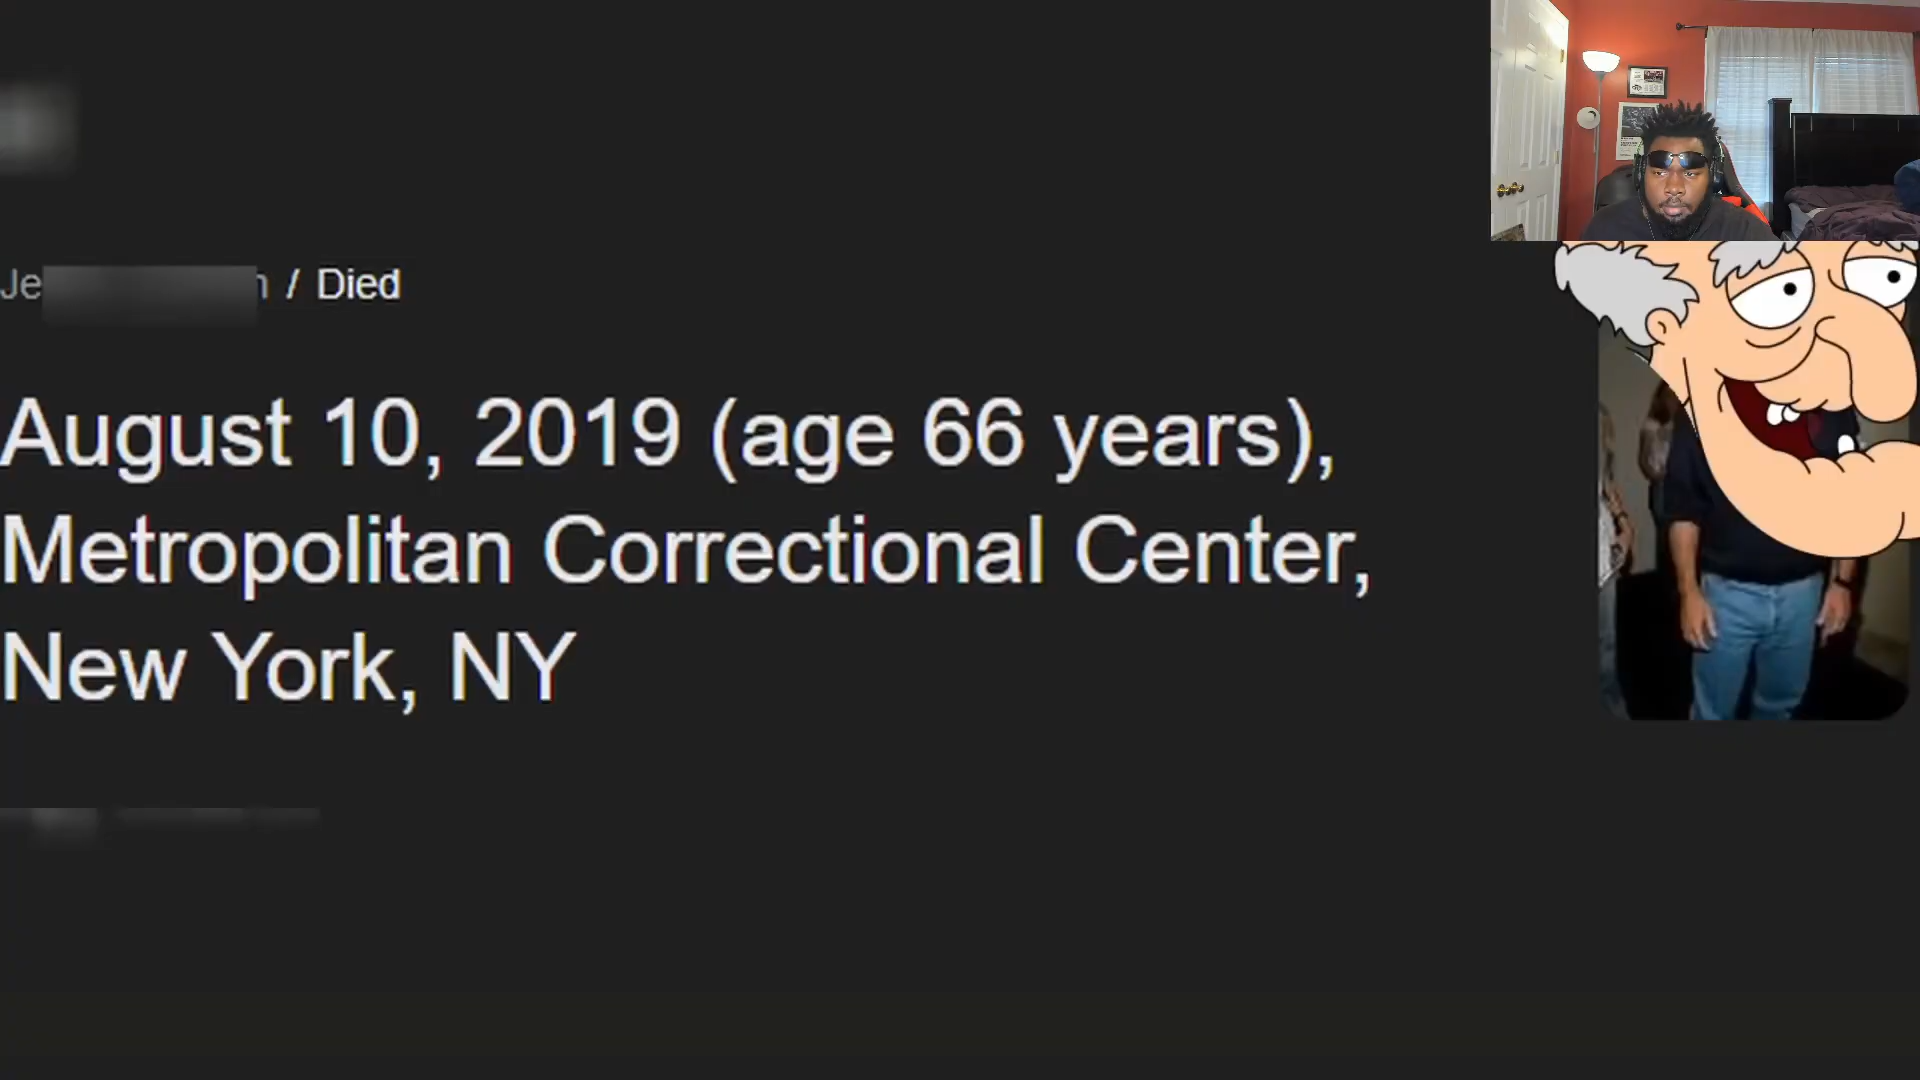 Je n / Died
August 10, 2019 (age 66 years),
Metropolitan Correctional Center,
New York, NY